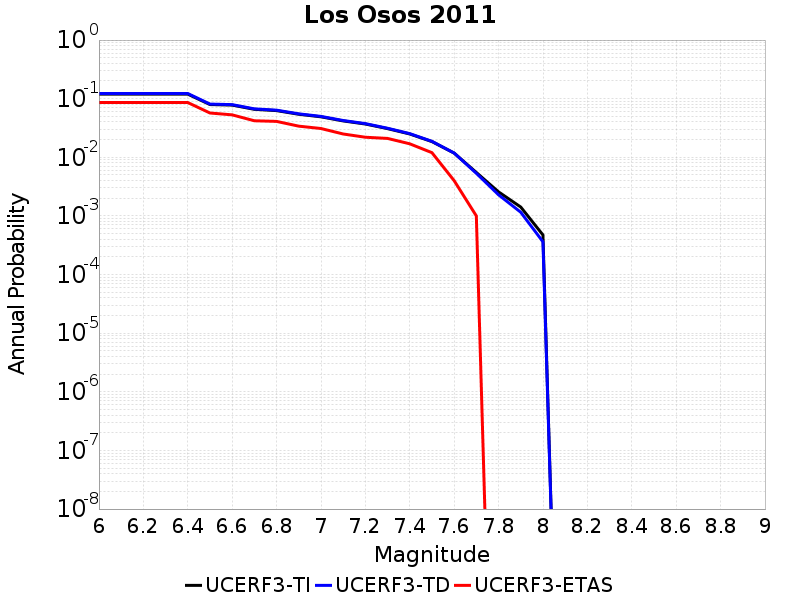 Los Osos 2011
Annual Probability
10^0
10^-1
10^-2
10^-3
10^-4
10^-5
10^-6
10^-7
10^-8
6 6.2 6.4 6.6 6.8 7 7.2 7.4 7.6 7.8 8 8.2 8.4 8.6 8.8 9
Magnitude
UCERF3-TI UCERF3-TD UCERF3-ETAS